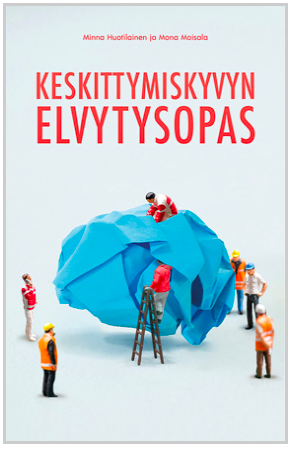 Minna Huotilainen ja Mona Moisala
KESKITTYMISKYVYN
ELVYTYSOPAS